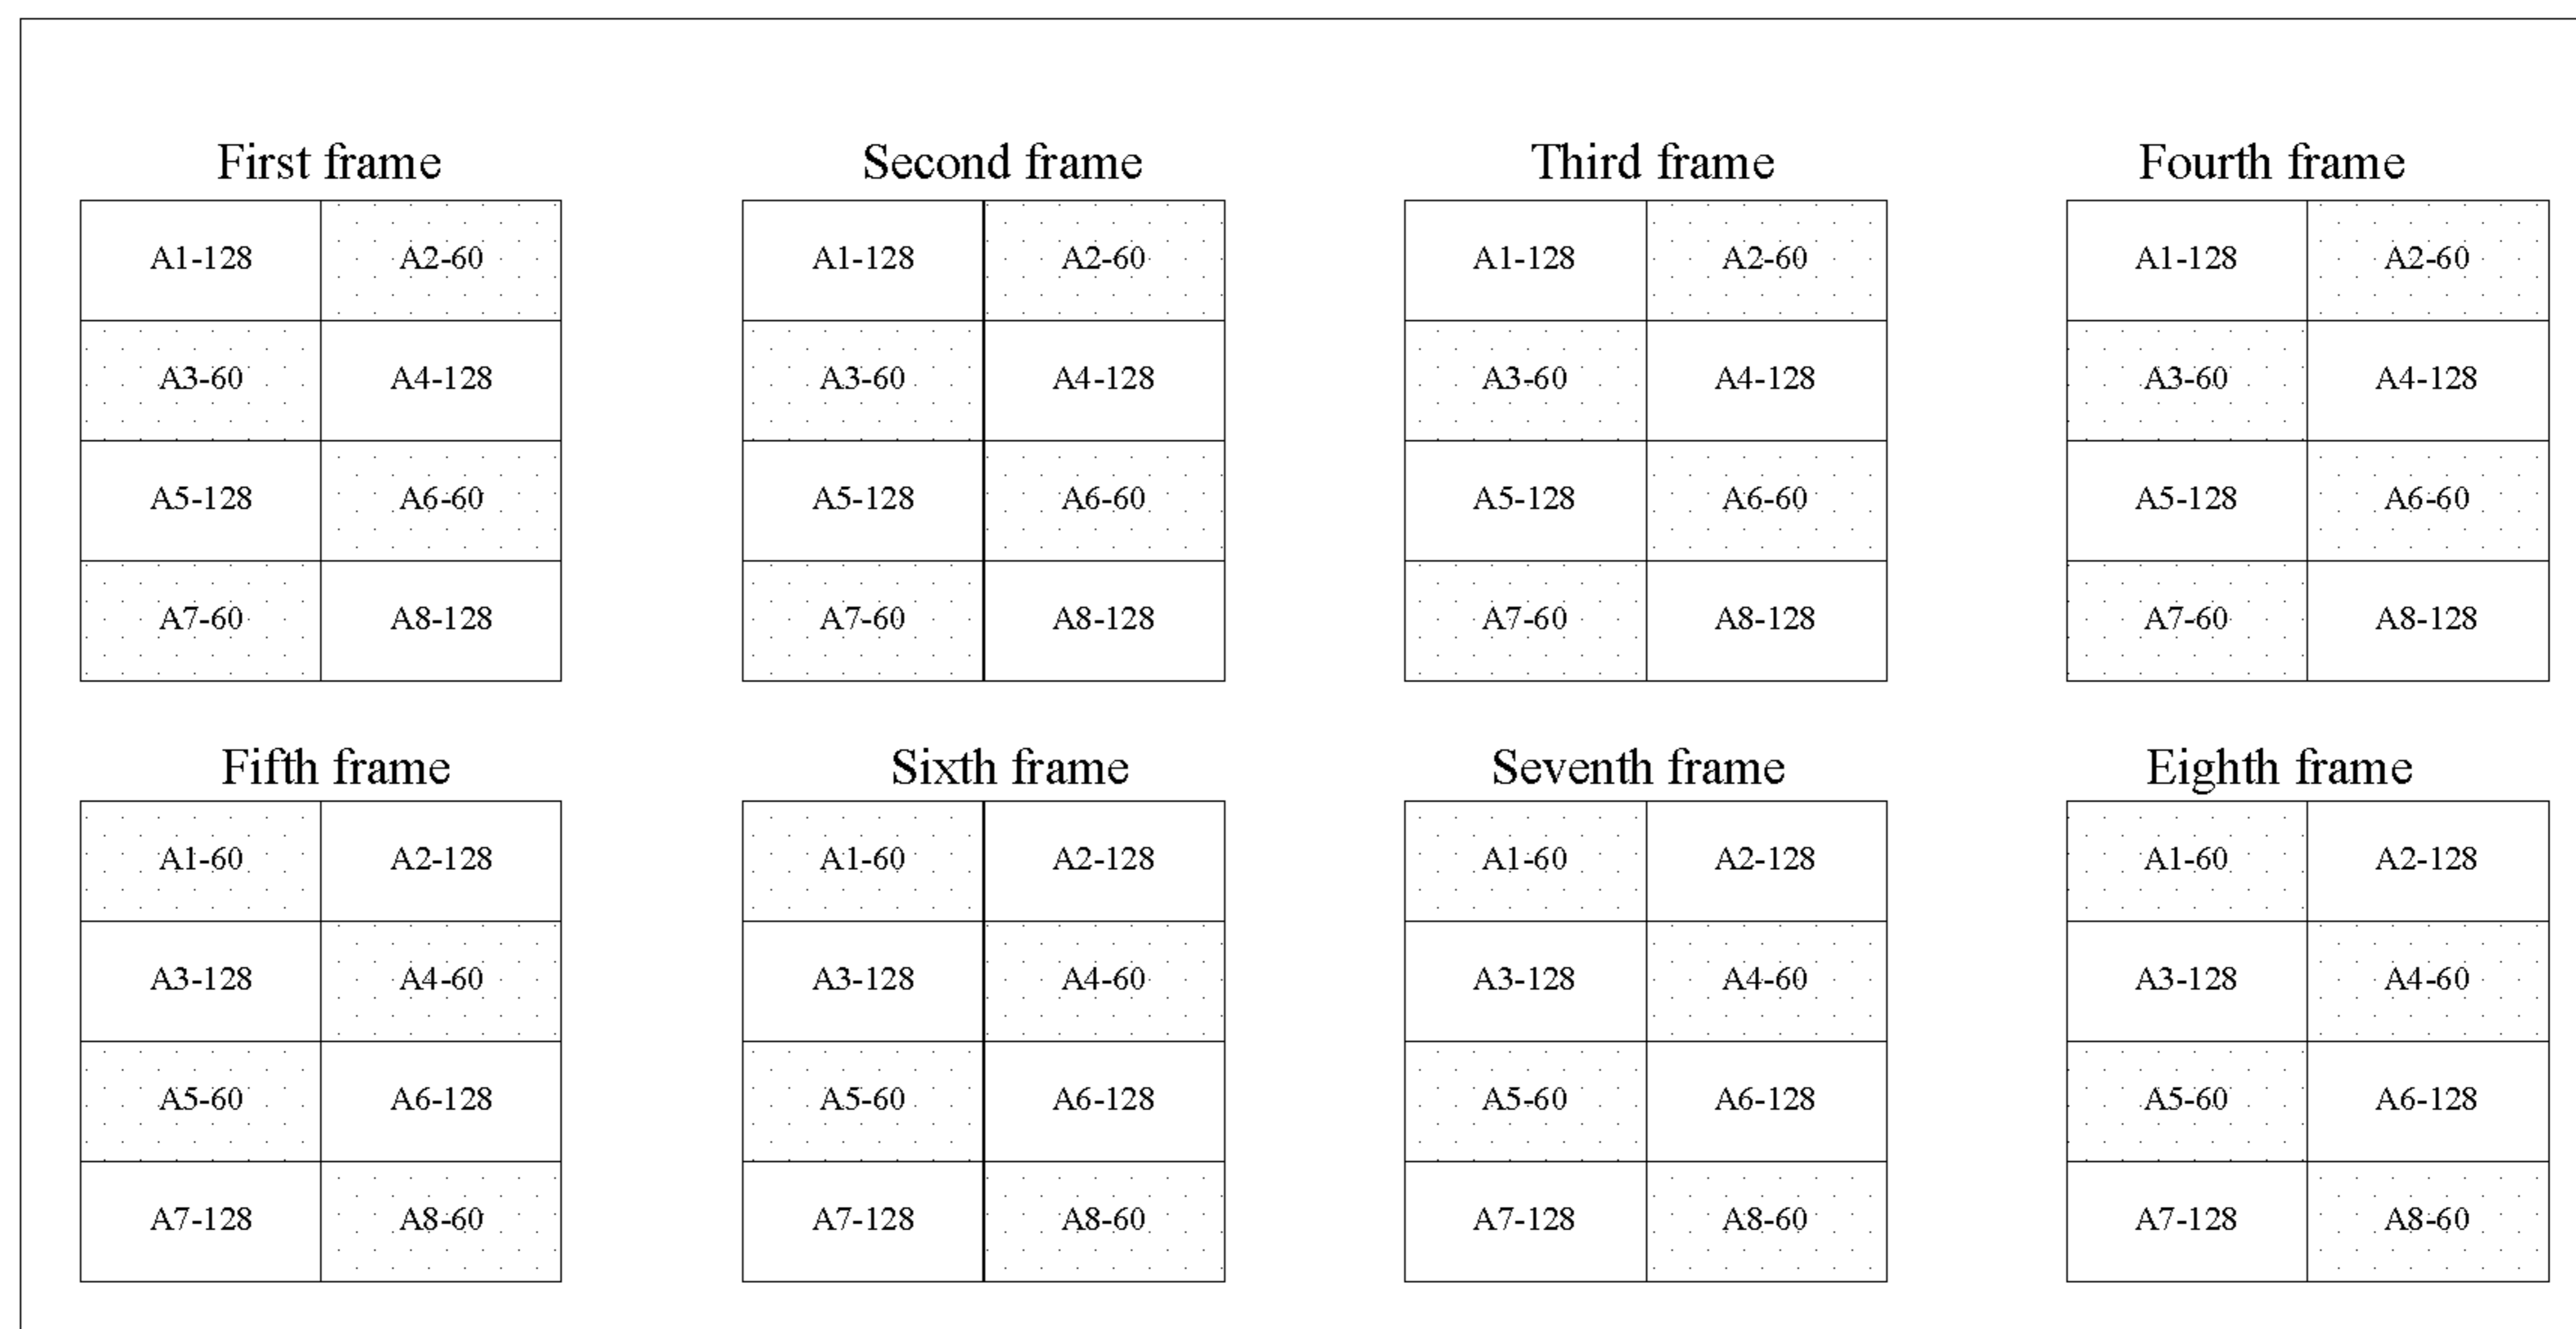 First frame Second frame Third frame Fourth frame
A1-128 A2-60 A1-128 A2-60 A1-128 A2-60 A1-128 A2-60
A3-60 A4-128 A3-60 A4-128 A3-60 A4-128 A3-60 A4-128
A5-128 A6-60 A5-128 A6-60 A5-128 A6-60 A5-128 A6-60
A7-60 A8-128 A7-60 A8-128 A7-60 A8-128 A7-60 A8-128
Fifth frame Sixth frame Seventh frame Eighth frame
A1-60 A2-128 A1-60 A2-128 A1-60 A2-128 A1-60 A2-128
A3-128 A4-60 A3-128 A4-60 A3-128 A4-60 A3-128 A4-60
A5-60 A6-128 A5-60 A6-128 A5-60 A6-128 A5-60 A6-128
A7-128 A8-60 A7-128 A8-60 A7-128 A8-60 A7-128 A8-60